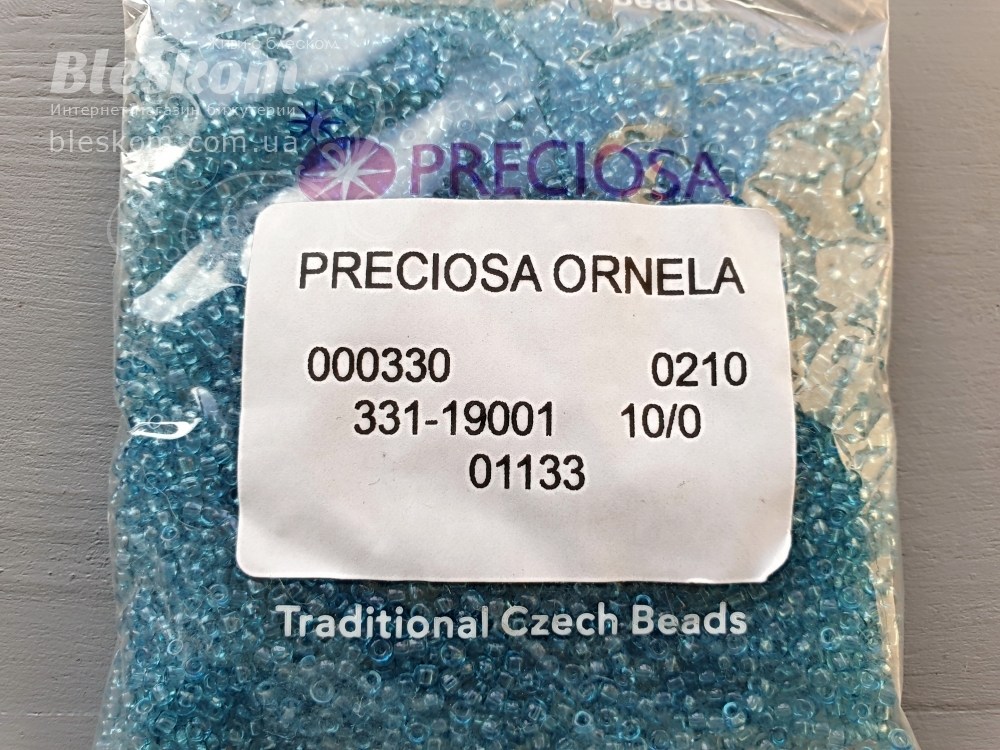 Beads
Bleskom
Интернет магазин бижутерии
bleskom.com.ua
PRECIOSA
PRECIOSA ORNELA
000330 0210
331-19001 10/0
01133
Traditional Czech Beads